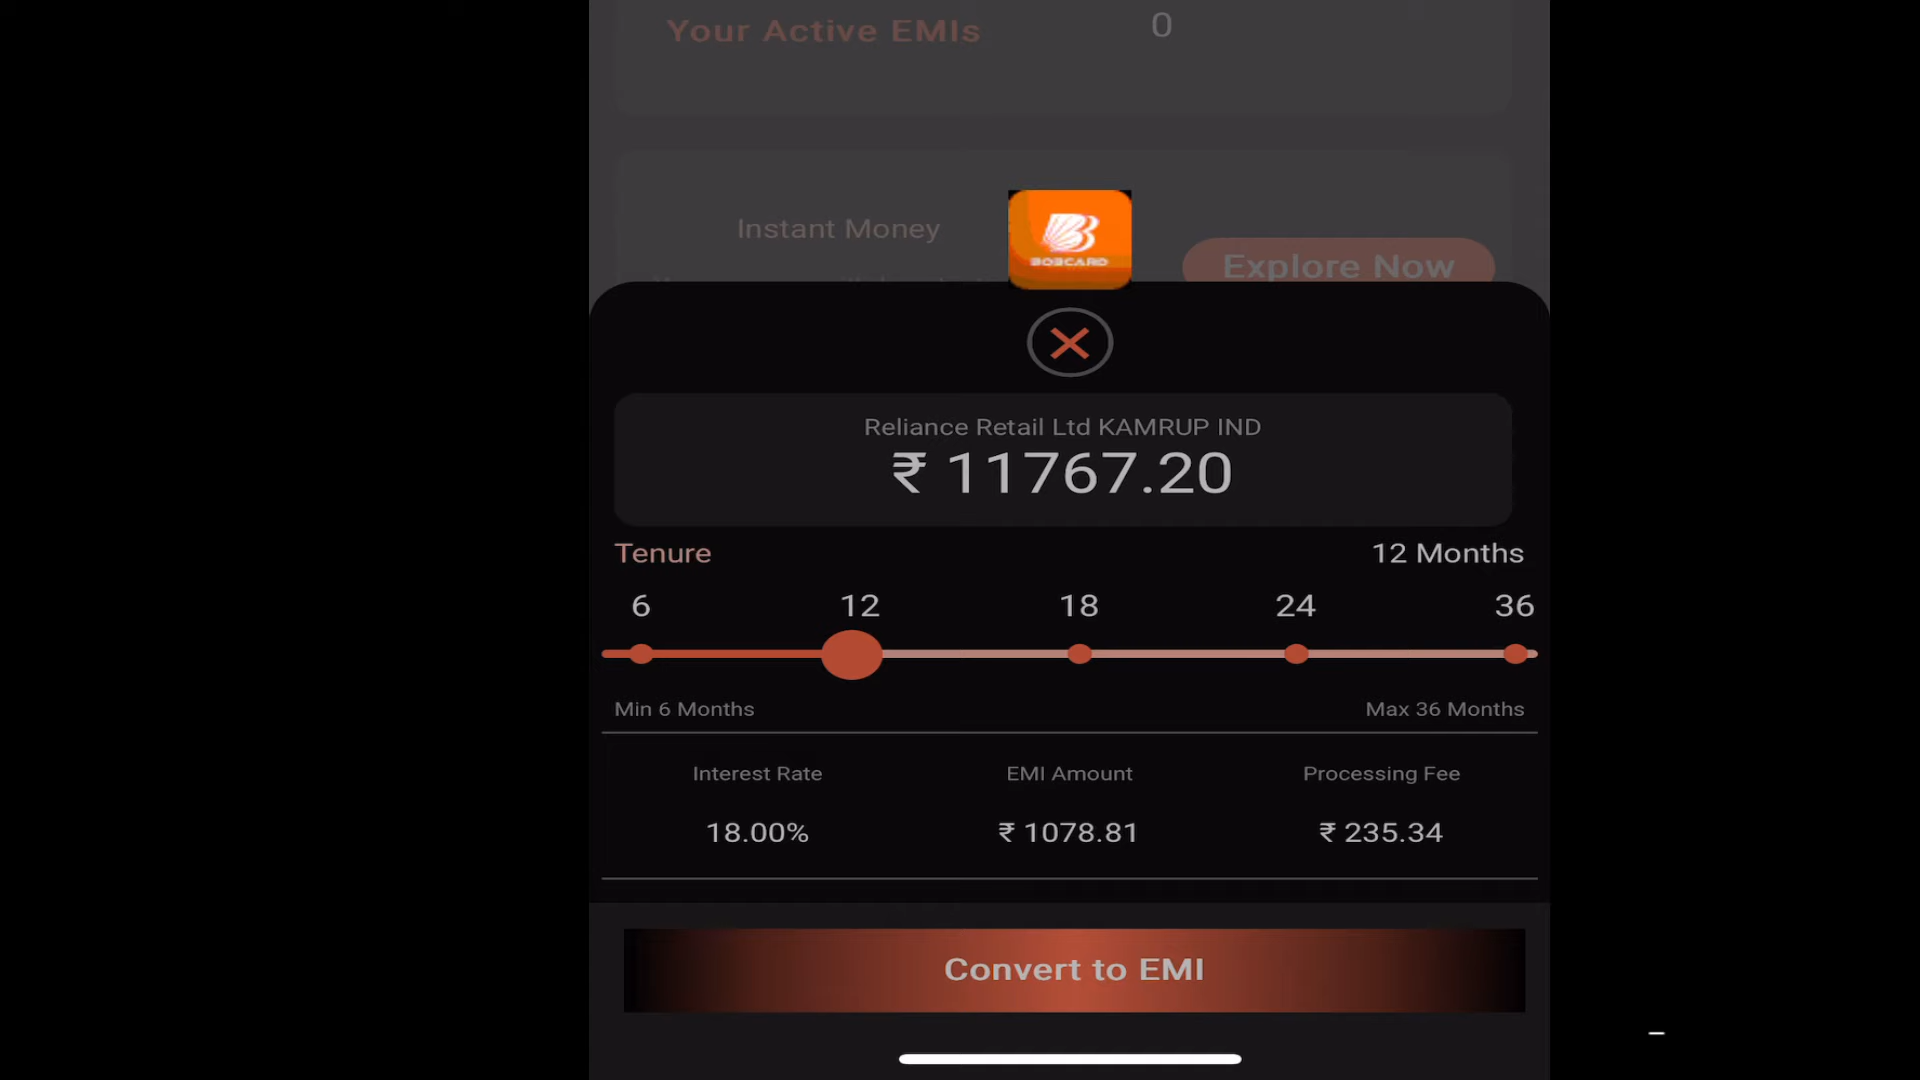 Your Active EMIs
0
Instant Money
Explore Now
BOBCARD
Reliance Retail Ltd KAMRUP IND
₹ 11767.20
Tenure
12 Months
6 12 18 24 36
Min 6 Months
Max 36 Months
Interest Rate EMI Amount Processing Fee
18.00% ₹ 1078.81 ₹ 235.34
Convert to EMI